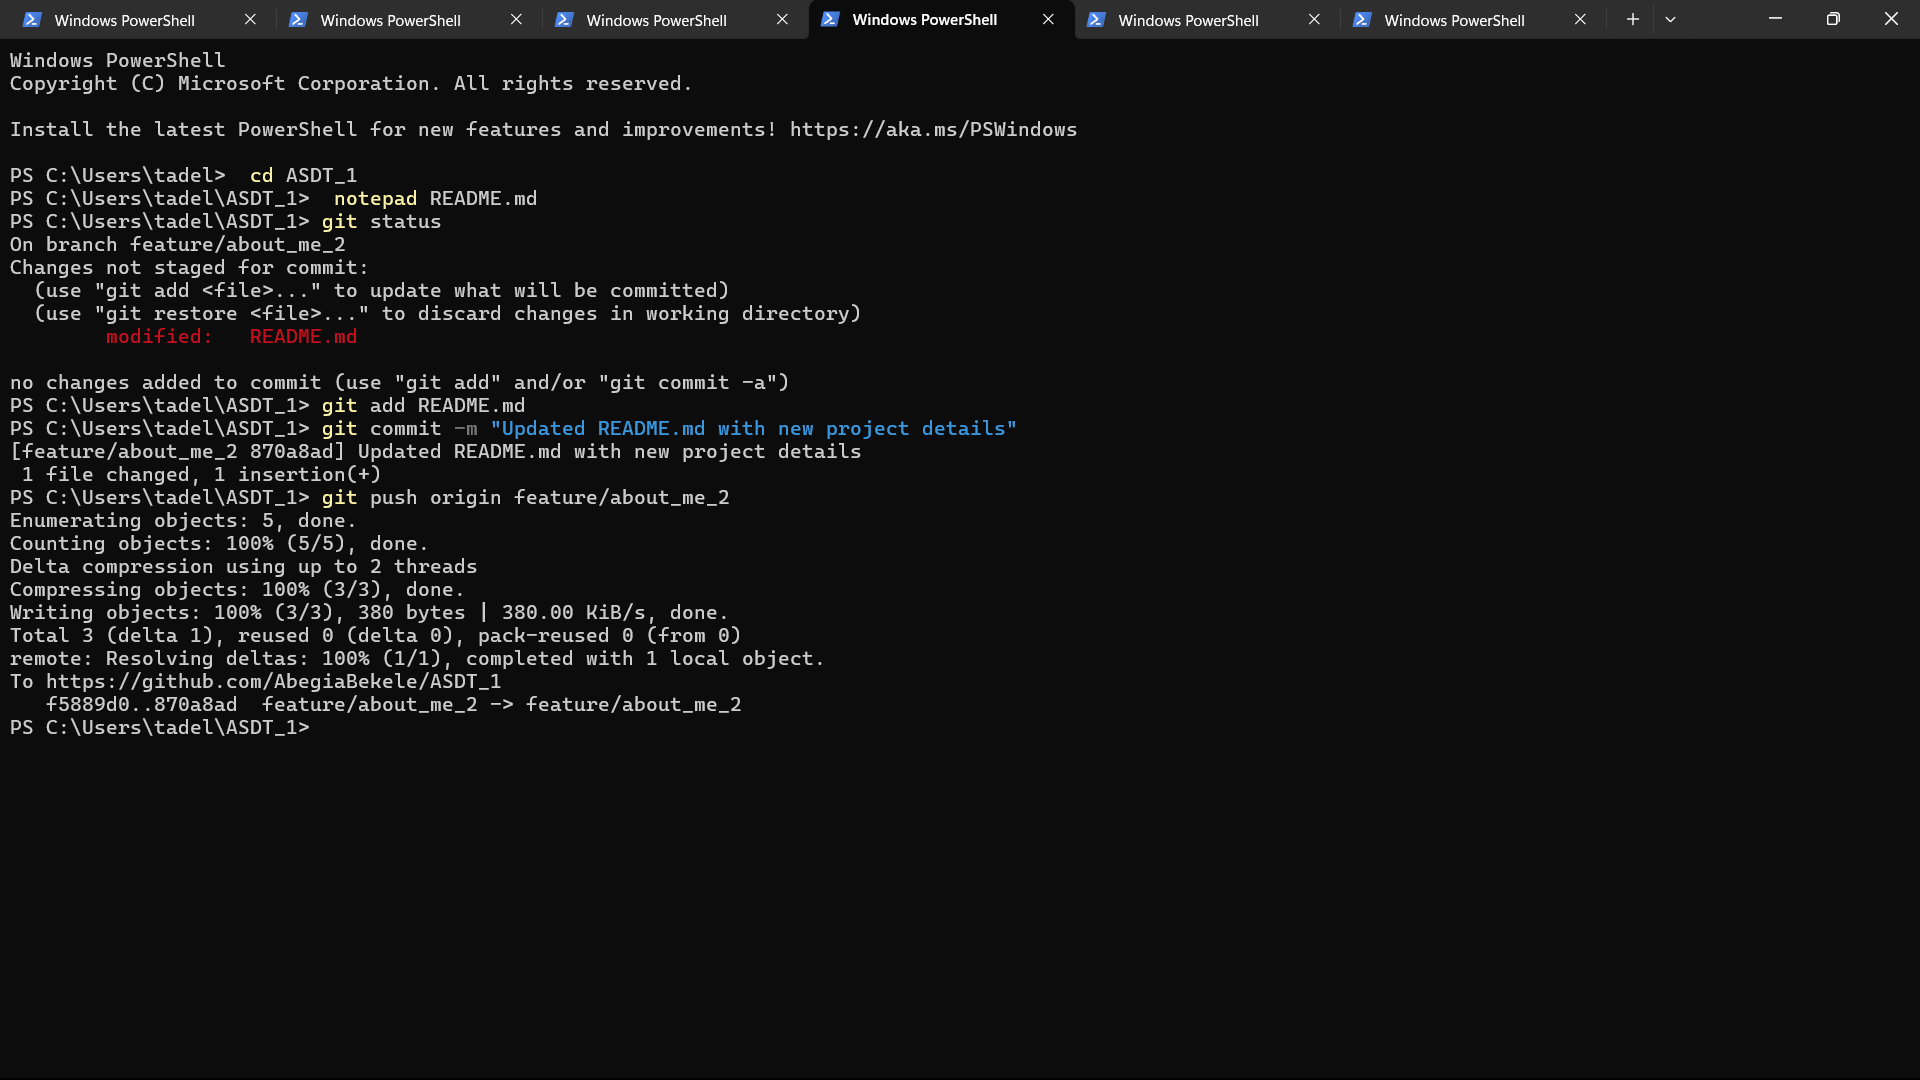 Windows PowerShell
Windows PowerShell
Windows PowerShell
Windows PowerShell
Windows PowerShell
Windows PowerShell
Windows PowerShell
Copyright (C) Microsoft Corporation. All rights reserved.
Install the latest PowerShell for new features and improvements! https://aka.ms/PSWindows
PS C:\Users\tadel>  cd ASDT_1
PS C:\Users\tadel\ASDT_1>  notepad README.md
PS C:\Users\tadel\ASDT_1> git status
On branch feature/about_me_2
Changes not staged for commit:
  (use "git add <file>..." to update what will be committed)
  (use "git restore <file>..." to discard changes in working directory)
        modified:   README.md
no changes added to commit (use "git add" and/or "git commit -a")
PS C:\Users\tadel\ASDT_1> git add README.md
PS C:\Users\tadel\ASDT_1> git commit -m "Updated README.md with new project details"
[feature/about_me_2 870a8ad] Updated README.md with new project details
 1 file changed, 1 insertion(+)
PS C:\Users\tadel\ASDT_1> git push origin feature/about_me_2
Enumerating objects: 5, done.
Counting objects: 100% (5/5), done.
Delta compression using up to 2 threads
Compressing objects: 100% (3/3), done.
Writing objects: 100% (3/3), 380 bytes | 380.00 KiB/s, done.
Total 3 (delta 1), reused 0 (delta 0), pack-reused 0 (from 0)
remote: Resolving deltas: 100% (1/1), completed with 1 local object.
To https://github.com/AbegiaBekele/ASDT_1
   f5889d0..870a8ad  feature/about_me_2 -> feature/about_me_2
PS C:\Users\tadel\ASDT_1>